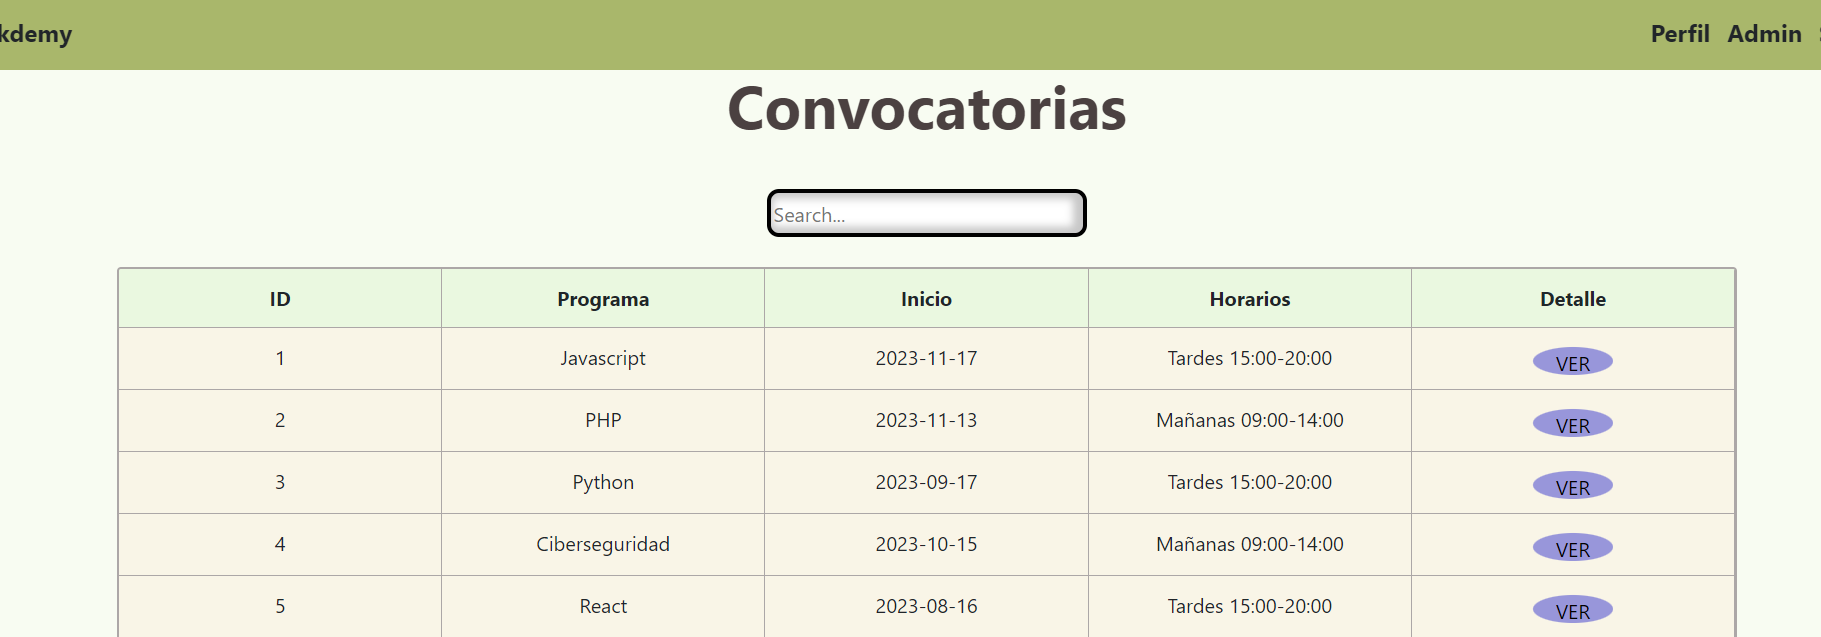 kdemy Perfil Admin
Convocatorias
Search...
ID Programa Inicio Horarios Detalle
1 Javascript 2023-11-17 Tardes 15:00-20:00 VER
2 PHP 2023-11-13 Mañanas 09:00-14:00 VER
3 Python 2023-09-17 Tardes 15:00-20:00 VER
4 Ciberseguridad 2023-10-15 Mañanas 09:00-14:00 VER
5 React 2023-08-16 Tardes 15:00-20:00 VER